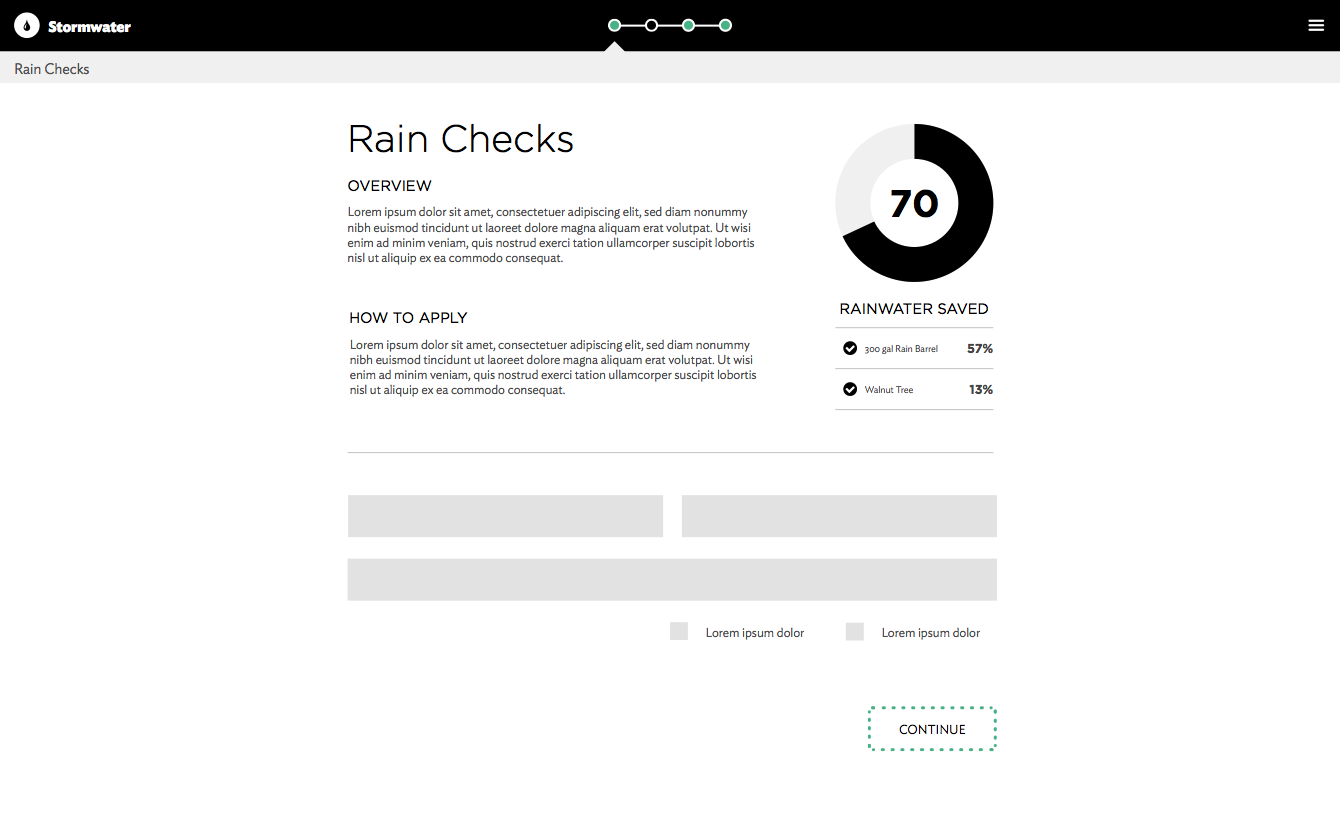 Stormwater
Rain Checks
Rain Checks
OVERVIEW
Lorem ipsum dolor sit amet, consectetuer adipiscing elit, sed diam nonummy
nibh euismod tincidunt ut laoreet dolore magna aliquam erat volutpat. Ut wisi
enim ad minim veniam, quis nostrud exerci tation ullamcorper suscipit lobortis
nisl ut aliquip ex ea commodo consequat.
HOW TO APPLY
Lorem ipsum dolor sit amet, consectetuer adipiscing elit, sed diam nonummy
nibh euismod tincidunt ut laoreet dolore magna aliquam erat volutpat. Ut wisi
enim ad minim veniam, quis nostrud exerci tation ullamcorper suscipit lobortis
nisl ut aliquip ex ea commodo consequat.
70
RAINWATER SAVED
300 gal Rain Barrel 57%
Walnut Tree 13%
Lorem ipsum dolor Lorem ipsum dolor
CONTINUE